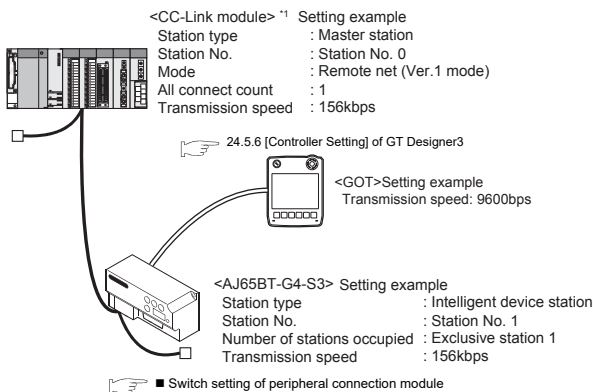 <CC-Link module> *1 Setting example
Station type : Master station
Station No. : Station No. 0
Mode : Remote net (Ver.1 mode)
All connect count : 1
Transmission speed : 156kbps
24.5.6 [Controller Setting] of GT Designer3
<GOT>Setting example
Transmission speed: 9600bps
<AJ65BT-G4-S3> Setting example
Station type : Intelligent device station
Station No. : Station No. 1
Number of stations occupied : Exclusive station 1
Transmission speed : 156kbps
■ Switch setting of peripheral connection module